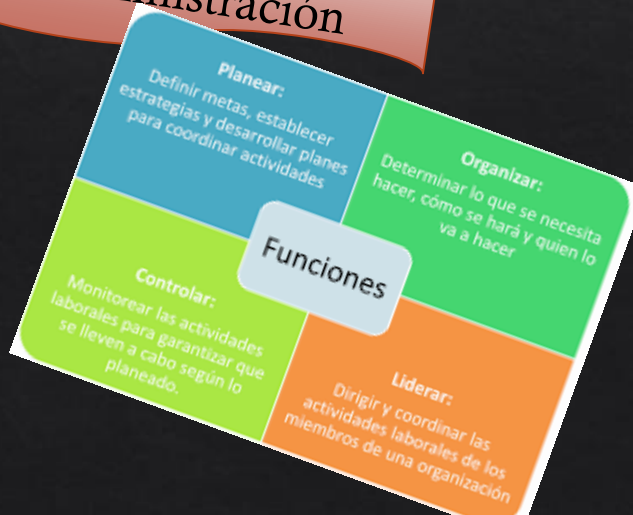 ministración
Planear:
Definir metas, establecer
estrategias y desarrollar planes
para coordinar actividades
Organizar:
Determinar lo que se necesita
hacer, cómo se hará y quien lo
va a hacer
Funciones
Controlar:
Monitorear las actividades
laborales para garantizar que
se lleven a cabo según lo
planeado.
Liderar:
Dirigir y coordinar las
actividades laborales de los
miembros de una organización